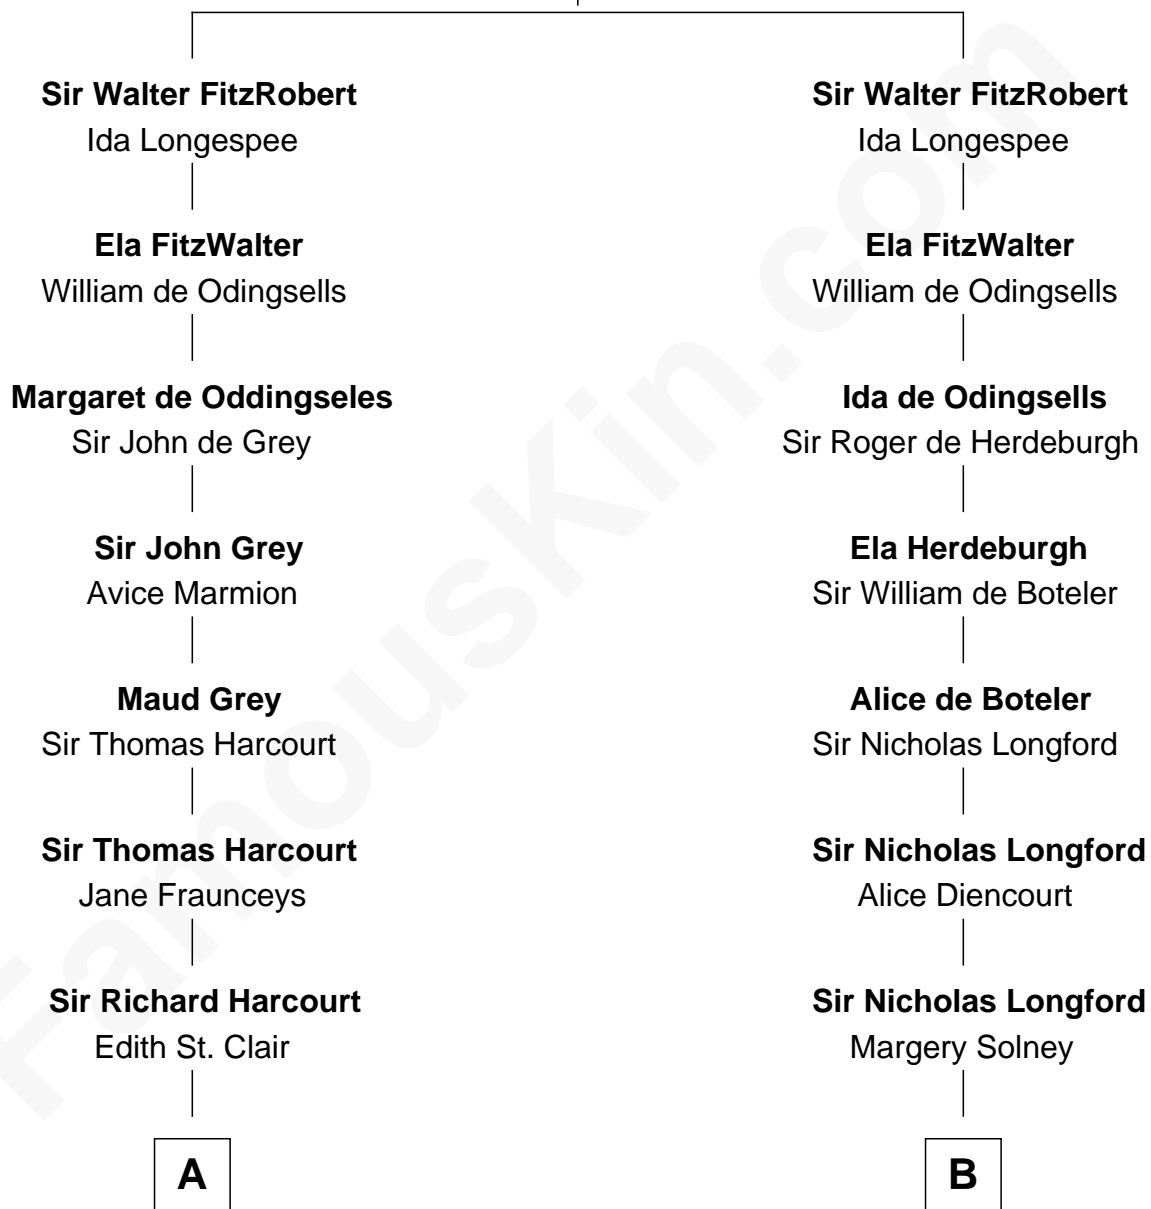 Sir Walter FitzRobert
Ida Longespee
Ela FitzWalter
William de Odingsells
Margaret de Oddingseles
Sir John de Grey
Sir John Grey
Avice Marmion
Maud Grey
Sir Thomas Harcourt
Sir Thomas Harcourt
Jane Fraunceys
Sir Richard Harcourt
Edith St. Clair
A
Sir Walter FitzRobert
Ida Longespee
Ela FitzWalter
William de Odingsells
Ida de Odingsells
Sir Roger de Herdeburgh
Ela Herdeburgh
Sir William de Boteler
Alice de Boteler
Sir Nicholas Longford
Sir Nicholas Longford
Alice Diencourt
Sir Nicholas Longford
Margery Solney
B
FamousKin.com